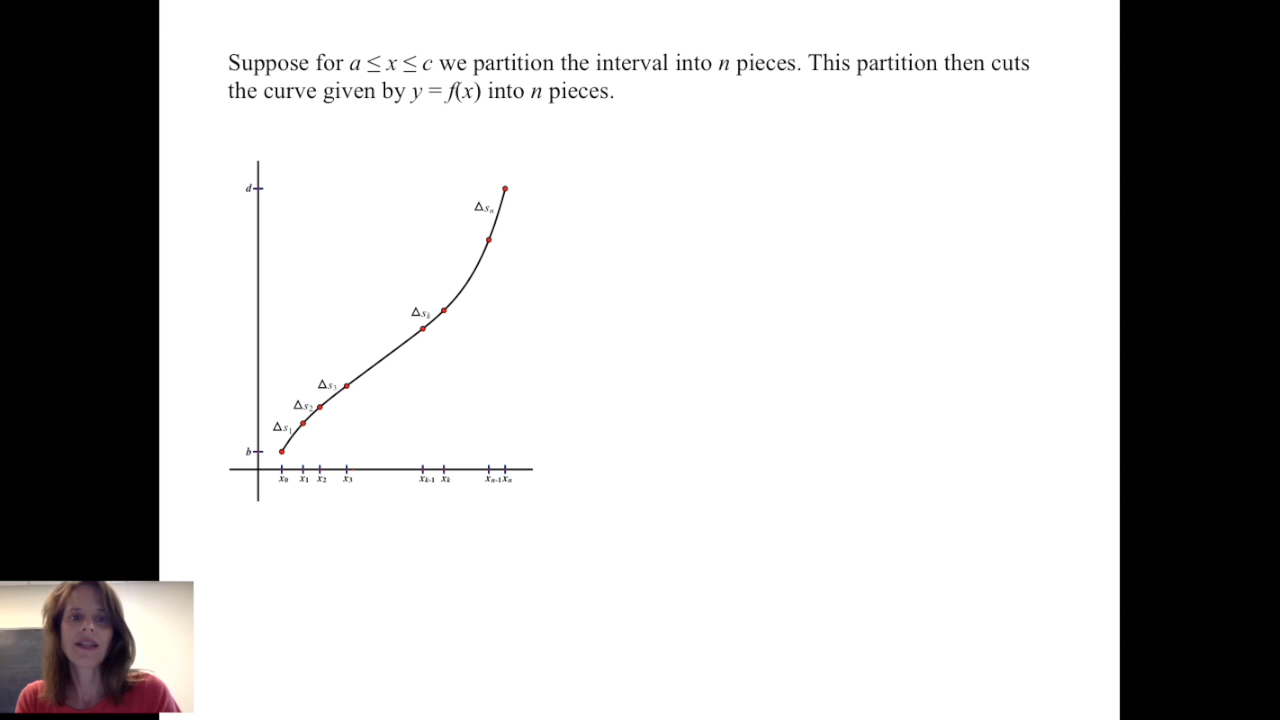 Suppose for a ≤ x ≤ c we partition the interval into n pieces. This partition then cuts
the curve given by y = f(x) into n pieces.
d
Δsₙ
Δsₖ
Δs₃
Δs₂
Δs₁
b
x₀ x₁ x₂ x₃ xₖ₋₁ xₖ xₙ₋₁ xₙ